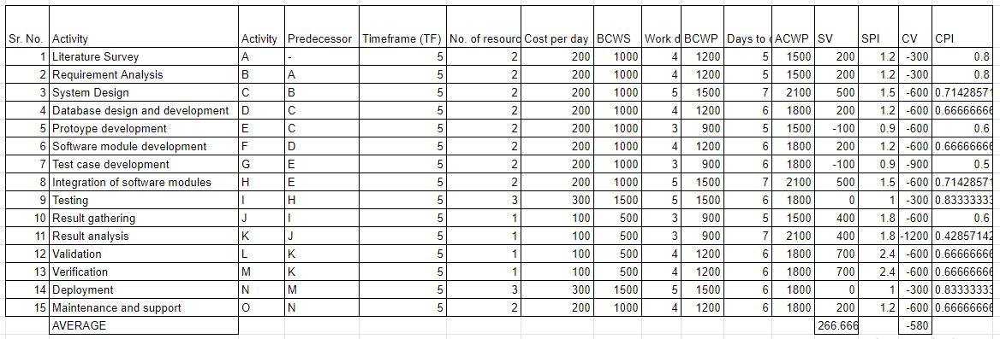 Sr. No. Activity Activity Predecessor Timeframe (TF) No. of resourc Cost per day BCWS Work d BCWP Days to ACWP SV SPI CV CPI
1 Literature Survey A - 5 2 200 1000 4 1200 5 1500 200 1.2 -300 0.8
2 Requirement Analysis B A 5 2 200 1000 4 1200 5 1500 200 1.2 -300 0.8
3 System Design C B 5 2 200 1000 5 1500 7 2100 500 1.5 -600 0.71428571
4 Database design and development D C 5 2 200 1000 4 1200 6 1800 200 1.2 -600 0.66666666
5 Protoype development E C 5 2 200 1000 3 900 5 1500 -100 0.9 -600 0.6
6 Software module development F D 5 2 200 1000 4 1200 6 1800 200 1.2 -600 0.66666666
7 Test case development G E 5 2 200 1000 3 900 6 1800 -100 0.9 -900 0.5
8 Integration of software modules H E 5 2 200 1000 5 1500 7 2100 500 1.5 -600 0.71428571
9 Testing I H 5 3 300 1500 5 1500 6 1800 0 1 -300 0.83333333
10 Result gathering J I 5 1 100 500 3 900 5 1500 400 1.8 -600 0.6
11 Result analysis K J 5 1 100 500 3 900 7 2100 400 1.8 -1200 0.42857142
12 Validation L K 5 1 100 500 4 1200 6 1800 700 2.4 -600 0.66666666
13 Verification M K 5 1 100 500 4 1200 6 1800 700 2.4 -600 0.66666666
14 Deployment N M 5 3 300 1500 5 1500 6 1800 0 1 -300 0.83333333
15 Maintenance and support O N 5 2 200 1000 4 1200 6 1800 200 1.2 -600 0.66666666
AVERAGE 266.666 -580